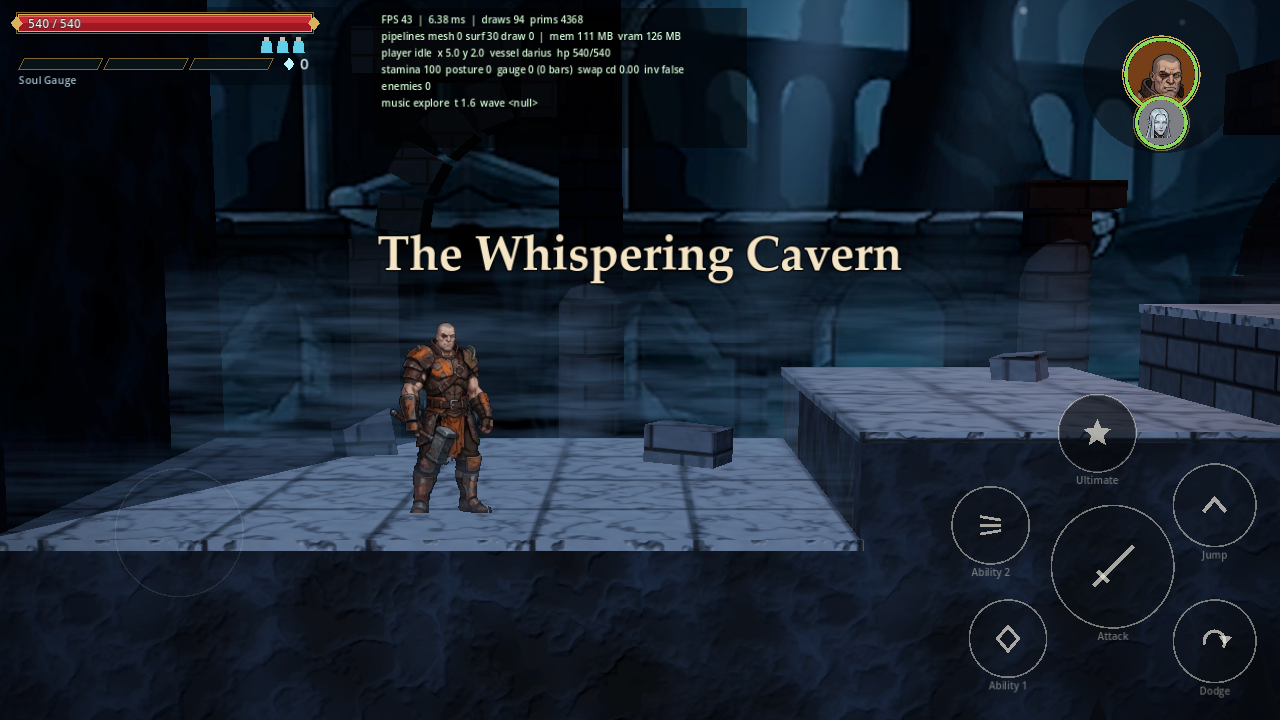 540 / 540
0
Soul Gauge
FPS 43 | 6.38 ms | draws 94 prims 4368
pipelines mesh 0 surf 30 draw 0 | mem 111 MB vram 126 MB
player idle x 5.0 y 2.0 vessel darius hp 540/540
stamina 100 posture 0 gauge 0 (0 bars) swap cd 0.00 inv false
enemies 0
music explore t 1.6 wave <null>
The Whispering Cavern
Ultimate
Ability 2
Jump
Attack
Ability 1
Dodge